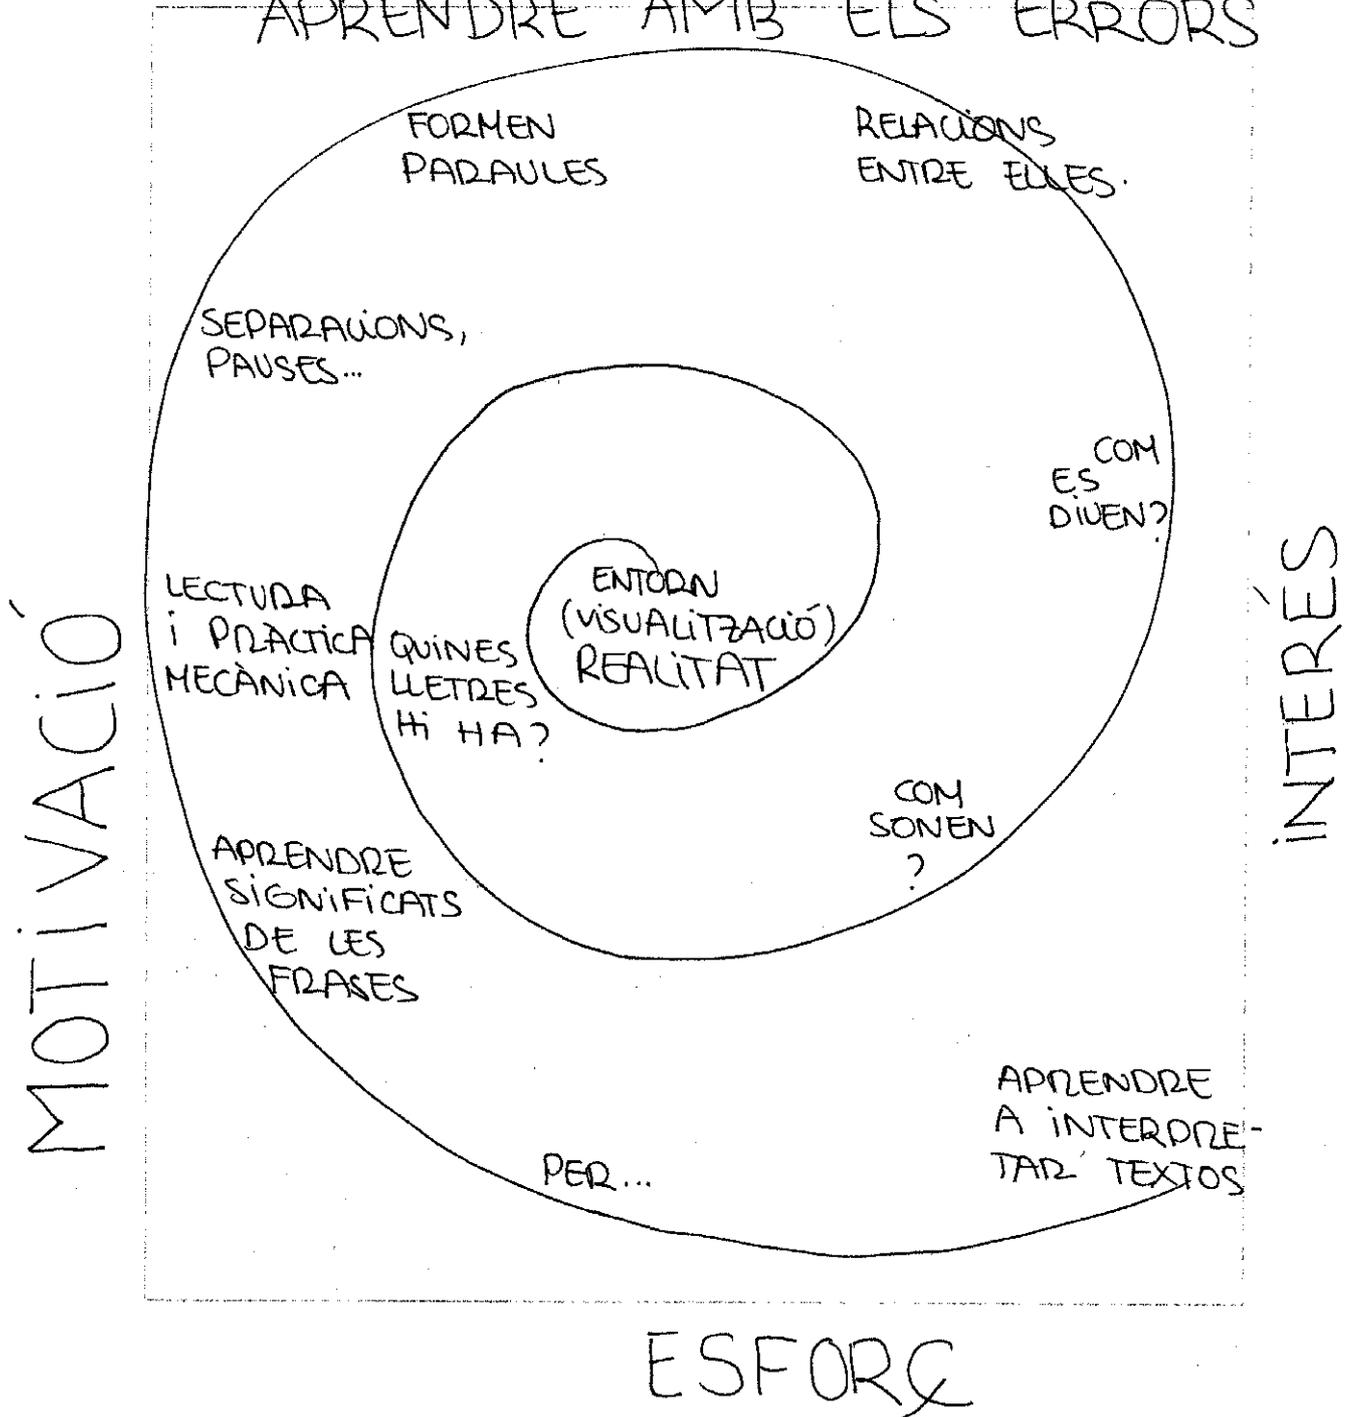 APRENDRE AMB ELS ERRORS
FORMEN
PARAULES
RELACIONS
ENTRE ELLES.
SEPARACIONS,
PAUSES...
COM
ES
DIUEN?
ENTORN
(VISUALITZACIÓ)
REALITAT
LECTURA
i PRÀCTICA
MECÀNICA
QUINES
LLETRES
Hi HA?
COM
SONEN
?
APRENDRE
SIGNIFICATS
DE LES
FRASES
PER...
APRENDRE
A INTERPRE-
TAR TEXTOS
MOTIVACIÓ
INTERÉS
ESFORÇ